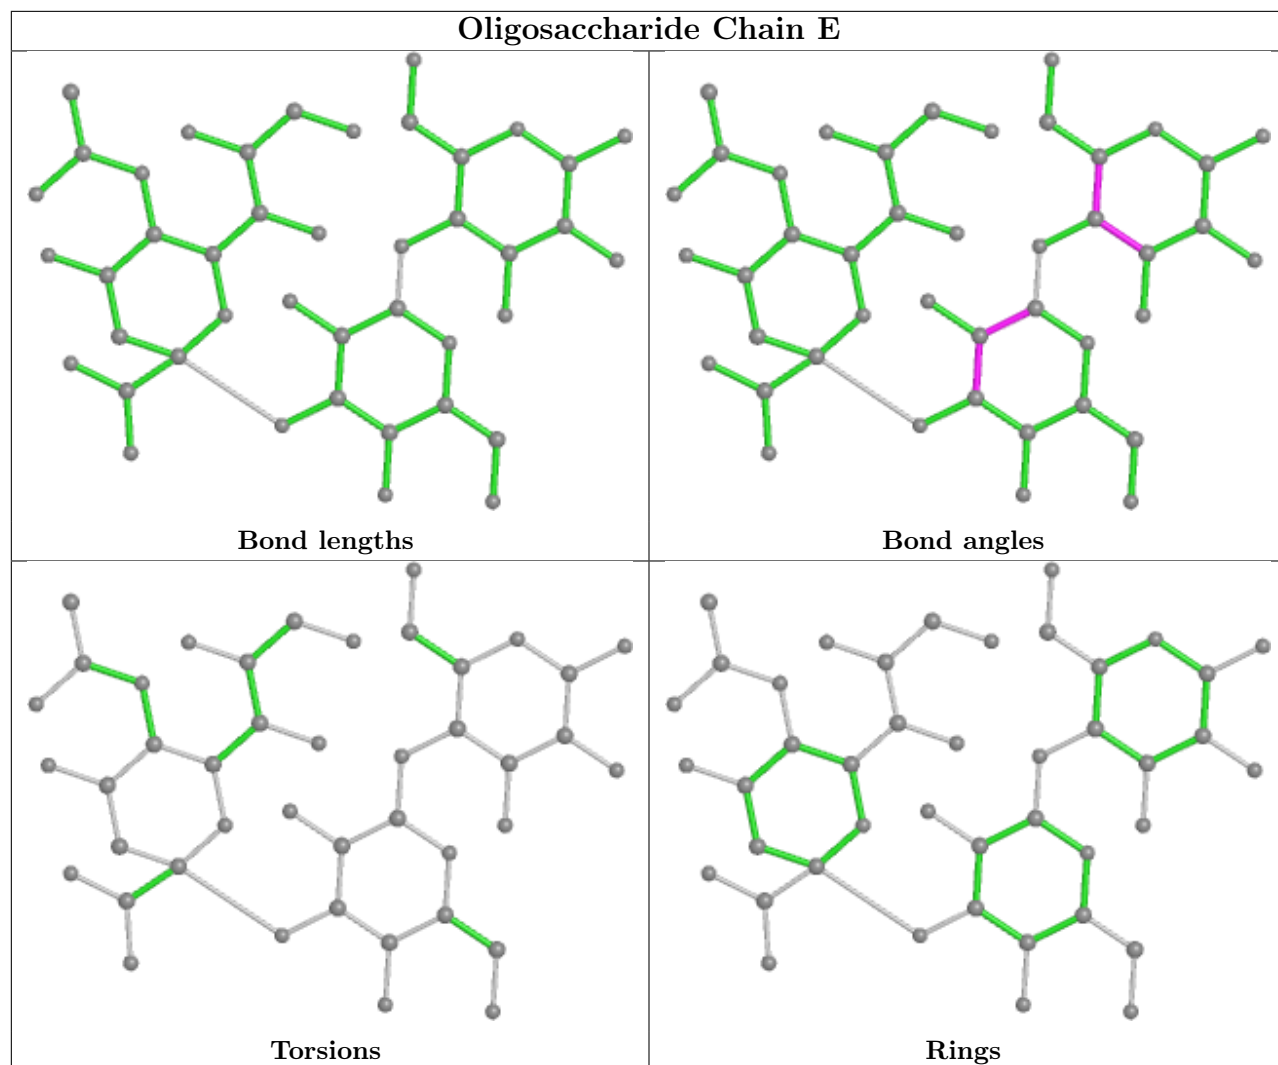 Oligosaccharide Chain E
Bond lengths
Bond angles
Torsions
Rings